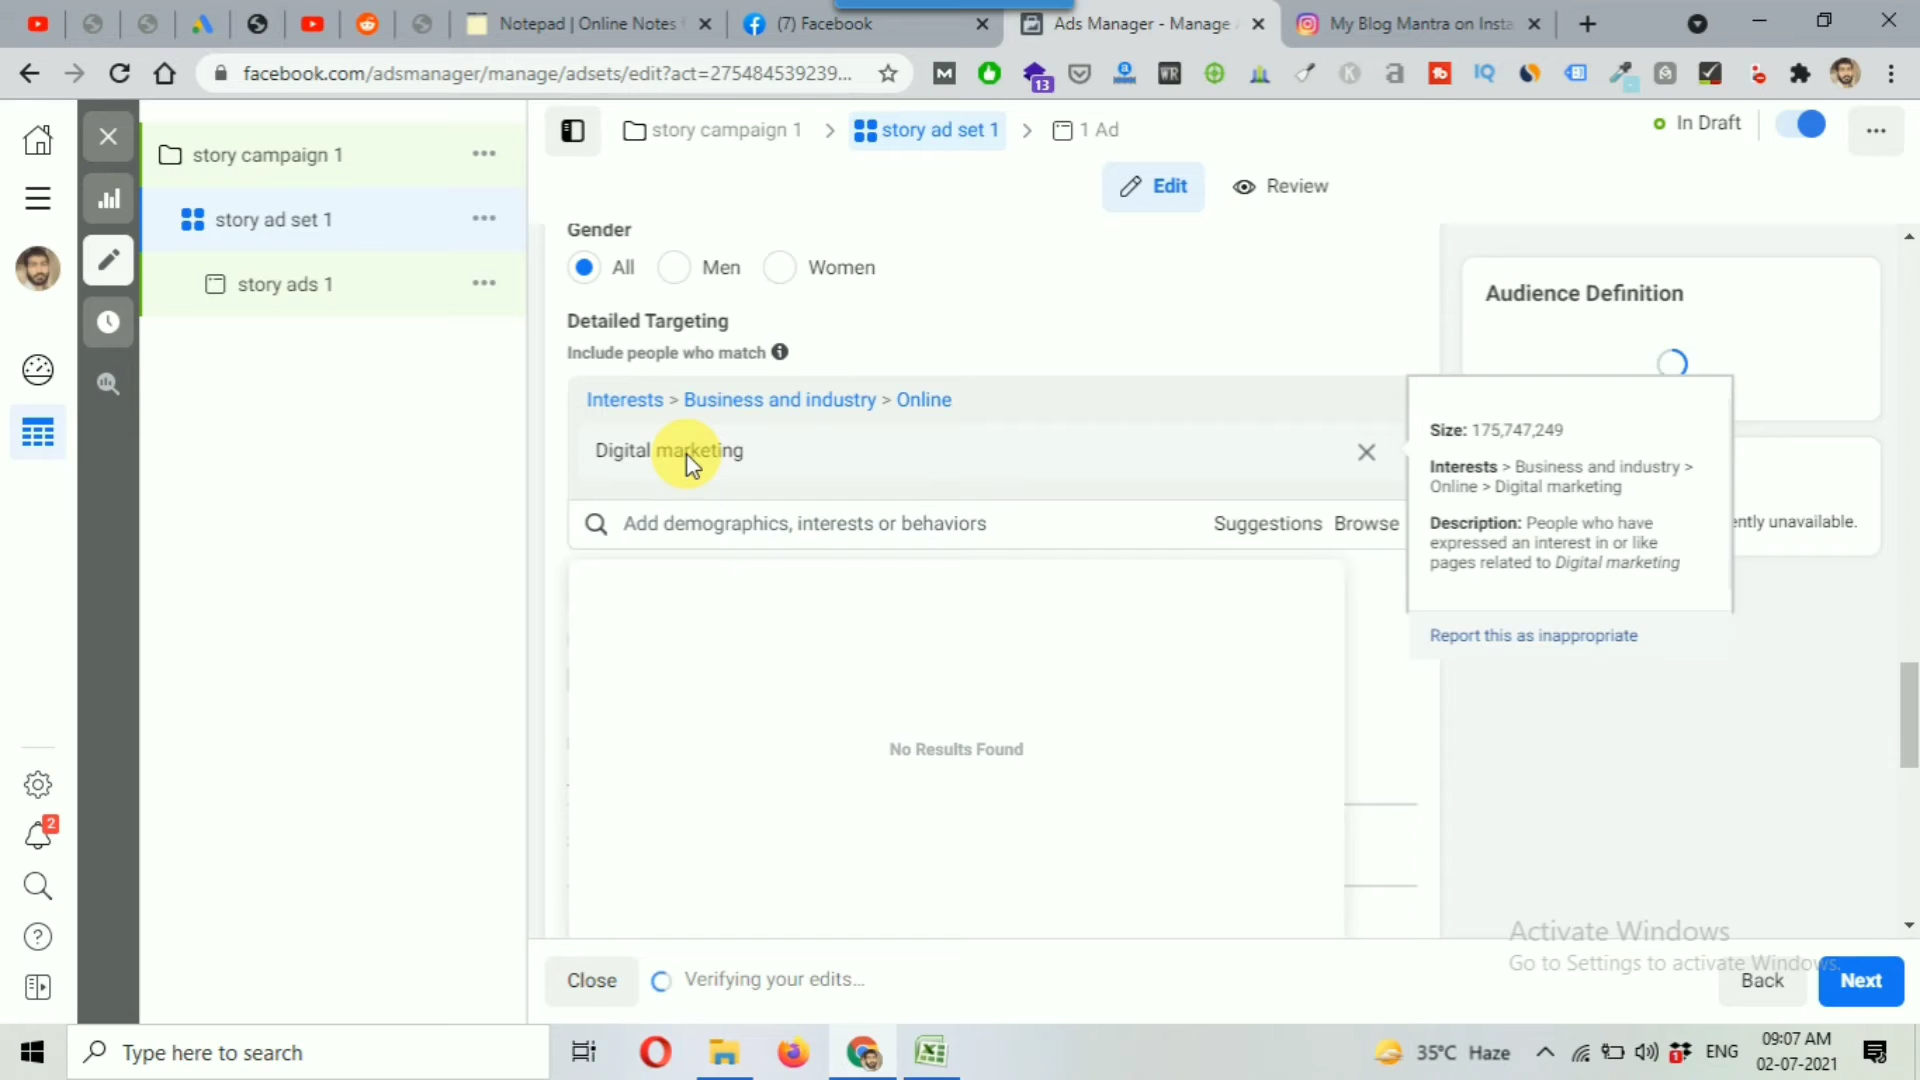 Notepad | Online Notes
(7) Facebook
Ads Manager - Manage
My Blog Mantra on Insta
facebook.com/adsmanager/manage/adsets/edit?act=275484539239...
13
story campaign 1
story ad set 1
story ads 1
story campaign 1
story ad set 1
1 Ad
In Draft
Edit
Review
Gender
All
Men
Women
Detailed Targeting
Include people who match
Interests > Business and industry > Online
Digital marketing
Add demographics, interests or behaviors
Suggestions
Browse
No Results Found
Audience Definition
Size: 175,747,249
Interests > Business and industry >
Online > Digital marketing
Description: People who have
expressed an interest in or like
pages related to Digital marketing
Report this as inappropriate
unavailable.
2
Close
Verifying your edits...
Activate Windows
Go to Settings to activate Windows.
Back
Next
Type here to search
35°C Haze
ENG
09:07 AM
02-07-2021